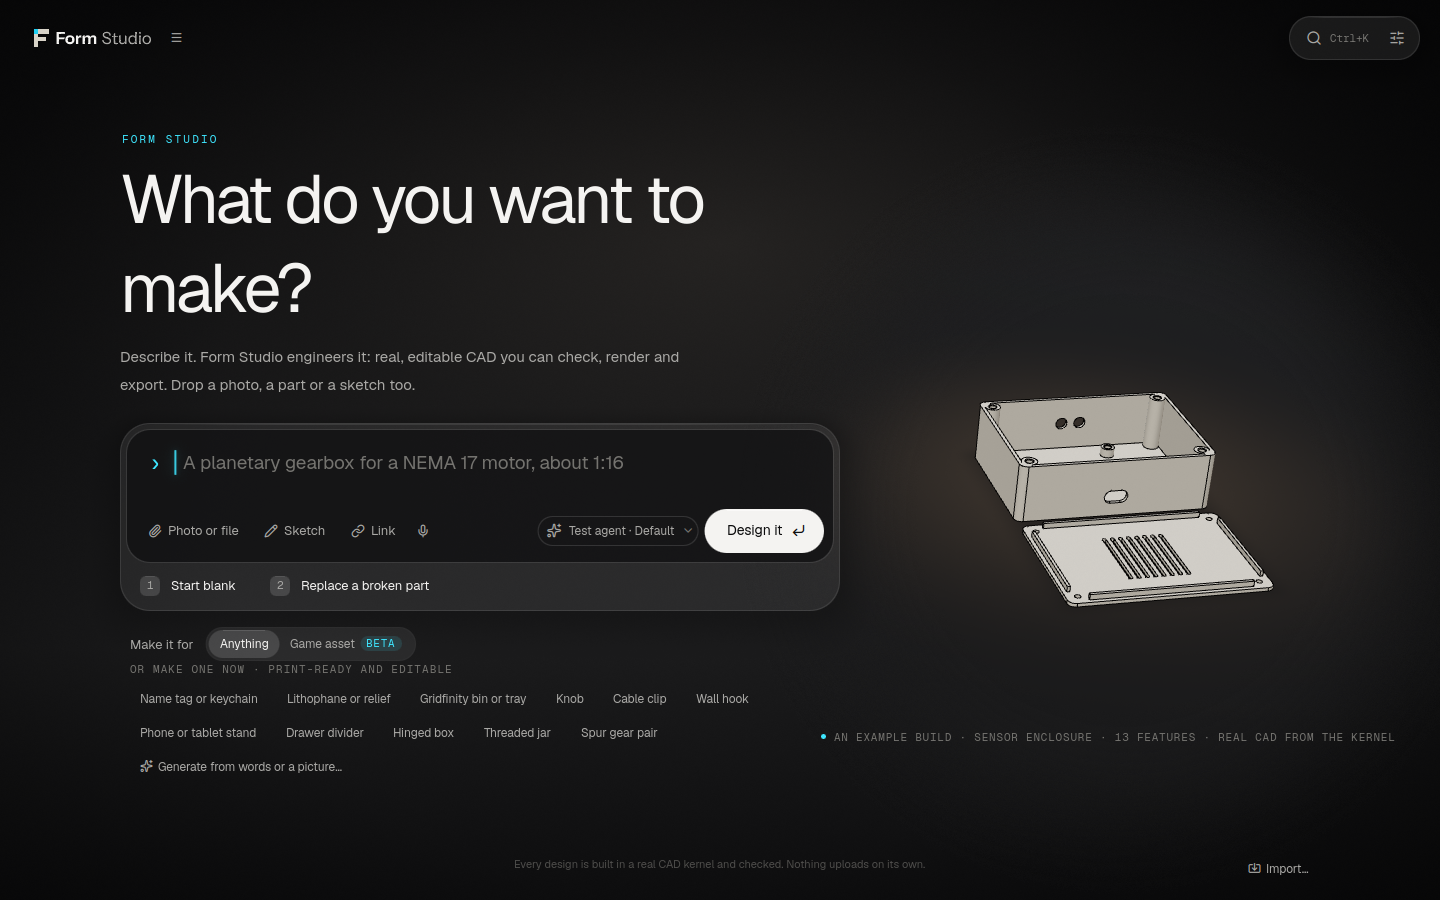 Form Studio
Ctrl+K
FORM STUDIO
What do you want to
make?
Describe it. Form Studio engineers it: real, editable CAD you can check, render and
export. Drop a photo, a part or a sketch too.
› A planetary gearbox for a NEMA 17 motor, about 1:16
Photo or file Sketch Link Test agent · Default Design it
1 Start blank 2 Replace a broken part
Make it for Anything Game asset BETA
OR MAKE ONE NOW · PRINT-READY AND EDITABLE
Name tag or keychain Lithophane or relief Gridfinity bin or tray Knob Cable clip Wall hook
Phone or tablet stand Drawer divider Hinged box Threaded jar Spur gear pair
Generate from words or a picture...
AN EXAMPLE BUILD · SENSOR ENCLOSURE · 13 FEATURES · REAL CAD FROM THE KERNEL
Every design is built in a real CAD kernel and checked. Nothing uploads on its own.
Import...